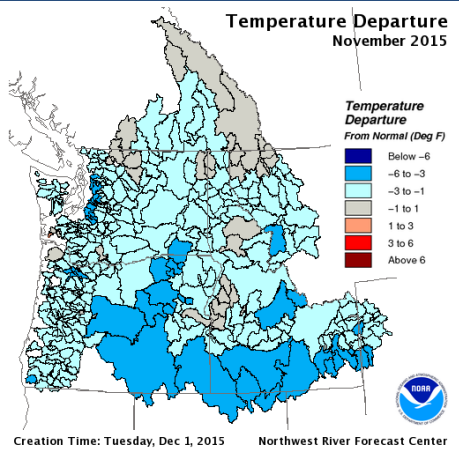 Temperature Departure
November 2015
Temperature
Departure
From Normal (Deg F)
Below -6
-6 to -3
-3 to -1
-1 to 1
1 to 3
3 to 6
Above 6
NOAA
Creation Time: Tuesday, Dec 1, 2015
Northwest River Forecast Center